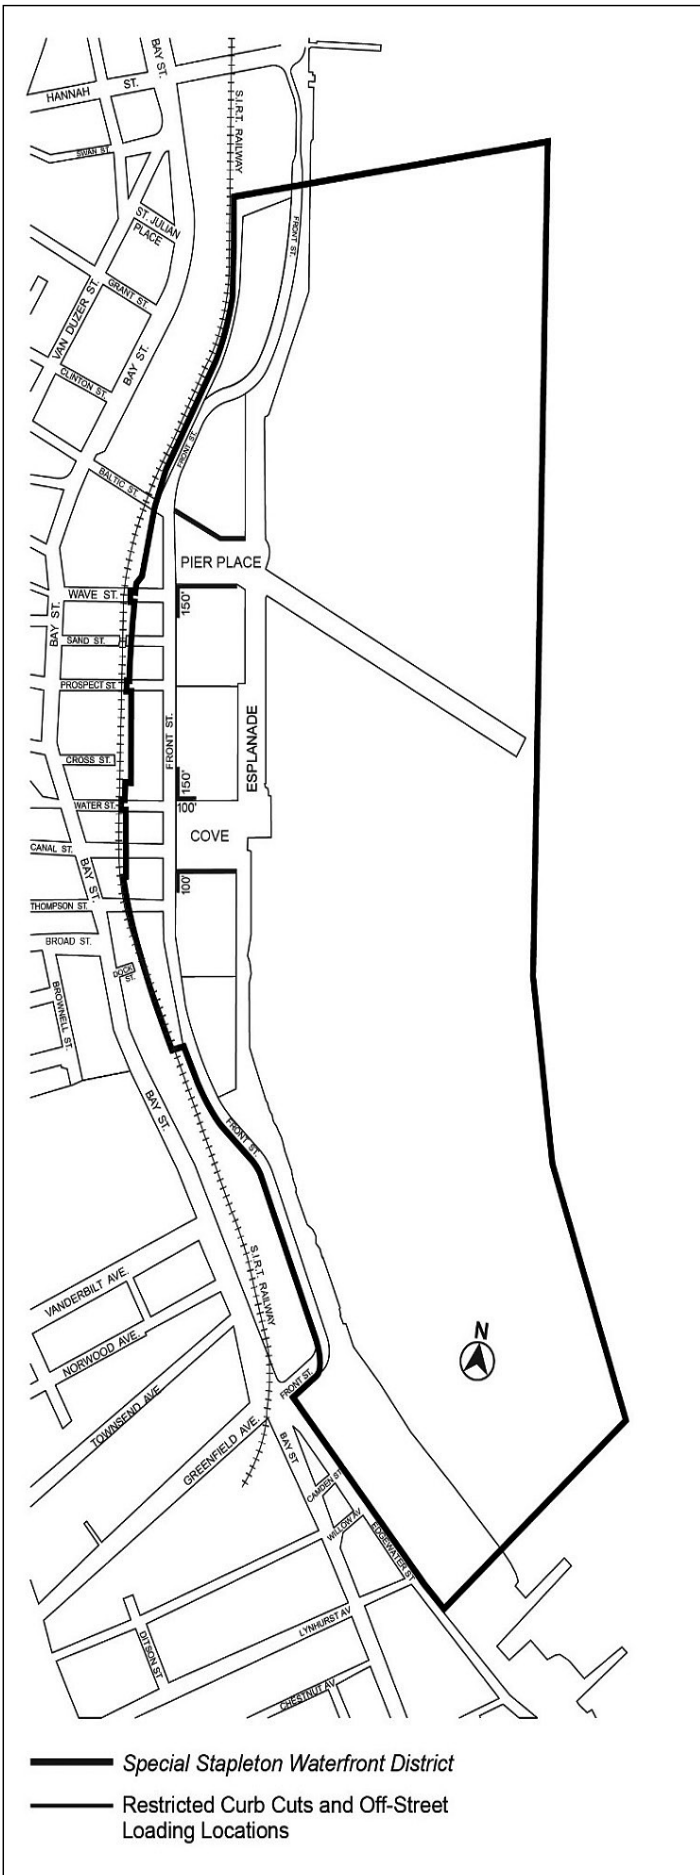 BAY ST.
HANNAH ST.
S.I.R.T. RAILWAY
SWAN ST.
ST. JULIAN
PLACE
FRONT ST.
GRANT ST.
VAN DUZER ST.
BAY ST.
CLINTON ST.
FRONT ST.
BALTIC ST.
PIER PLACE
WAVE ST.
150'
BAY ST.
SAND ST.
PROSPECT ST.
FRONT ST.
ESPLANADE
CROSS ST.
150'
WATER ST.
100'
COVE
CANAL ST.
BAY ST.
100'
THOMPSON ST.
BROAD ST.
DOCK
ST.
BROWNELL ST.
BAY ST.
FRONT ST.
S.I.R.T. RAILWAY
VANDERBILT AVE.
N
NORWOOD AVE.
FRONT ST.
TOWNSEND AVE
GREENFIELD AVE.
BAY ST
CAMDEN ST
WILLOW AV
EDGEWATER ST
LYNHURST AV
DITSON ST
CHESTNUT AV
Special Stapleton Waterfront District
Restricted Curb Cuts and Off-Street
Loading Locations